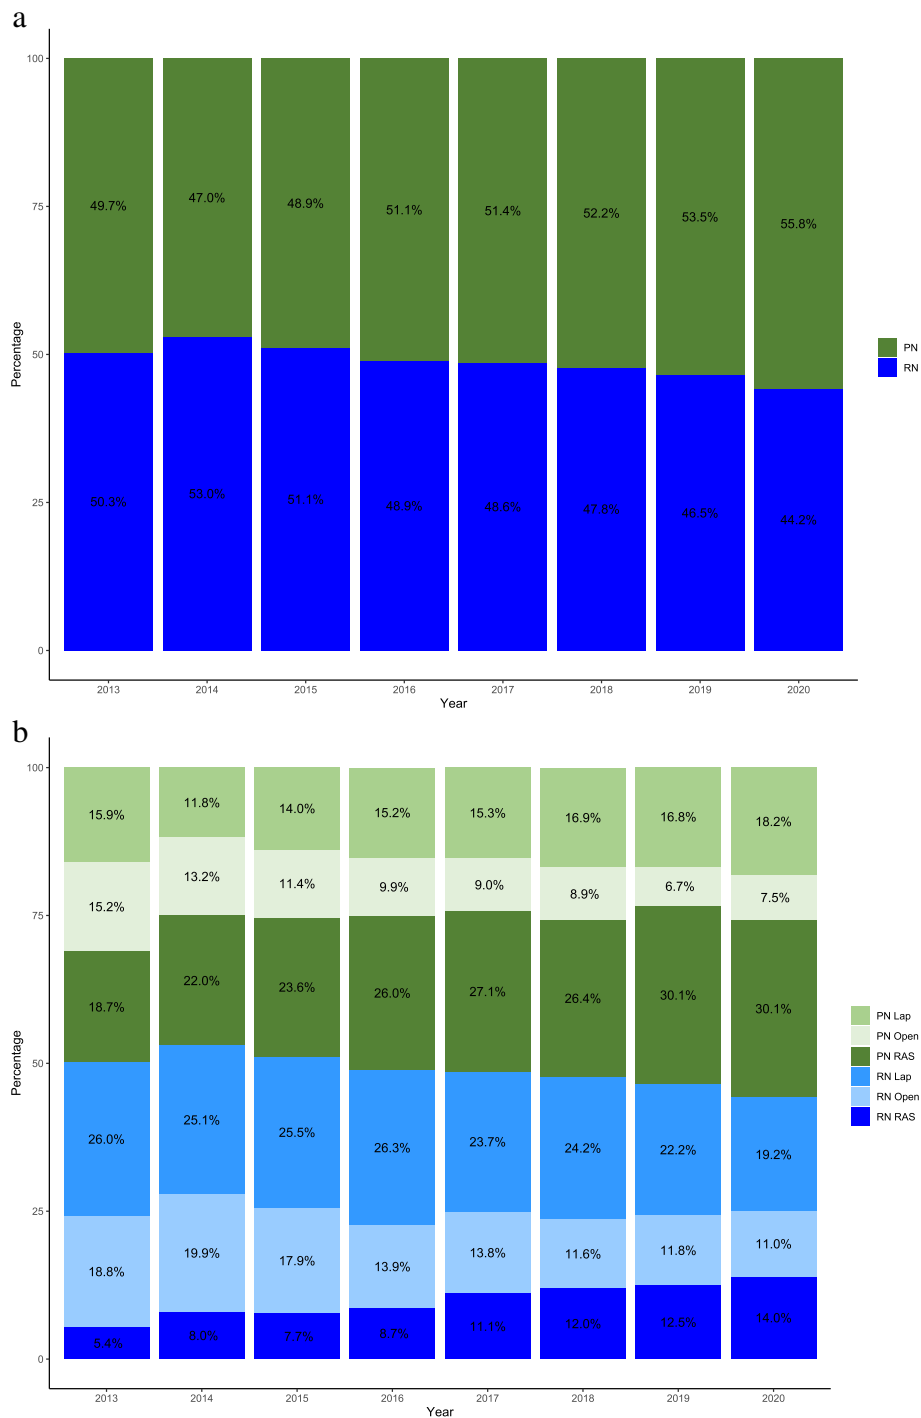 a
100
75
50
25
0
Percentage
49.7%
47.0%
48.9%
51.1%
51.4%
52.2%
53.5%
55.8%
50.3%
53.0%
51.1%
48.9%
48.6%
47.8%
46.5%
44.2%
PN
RN
2013 2014 2015 2016 2017 2018 2019 2020
Year
b
100
75
50
25
0
Percentage
15.9% 11.8% 14.0% 15.2% 15.3% 16.9% 16.8% 18.2%
15.2% 13.2% 11.4% 9.9% 9.0% 8.9% 6.7% 7.5%
18.7% 22.0% 23.6% 26.0% 27.1% 26.4% 30.1% 30.1%
26.0% 25.1% 25.5% 26.3% 23.7% 24.2% 22.2% 19.2%
18.8% 19.9% 17.9% 13.9% 13.8% 11.6% 11.8% 11.0%
5.4% 8.0% 7.7% 8.7% 11.1% 12.0% 12.5% 14.0%
PN Lap
PN Open
PN RAS
RN Lap
RN Open
RN RAS
2013 2014 2015 2016 2017 2018 2019 2020
Year